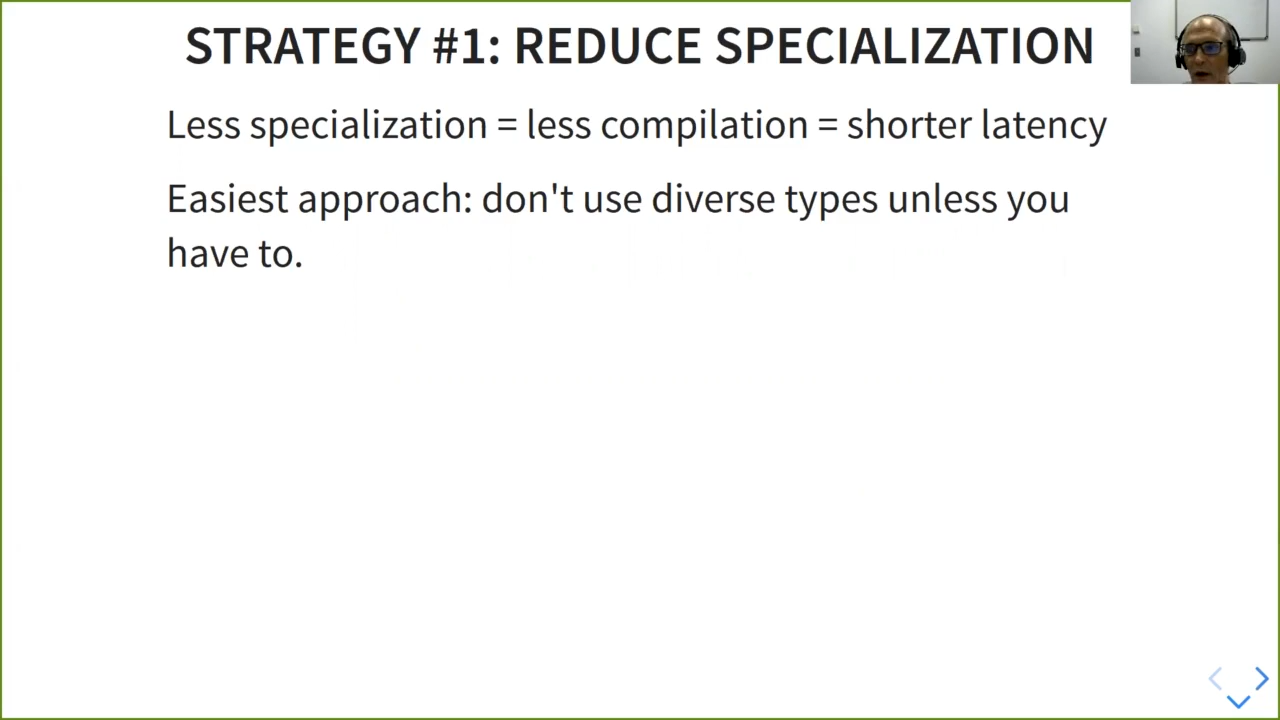 STRATEGY #1: REDUCE SPECIALIZATION
Less specialization = less compilation = shorter latency
Easiest approach: don't use diverse types unless you
have to.